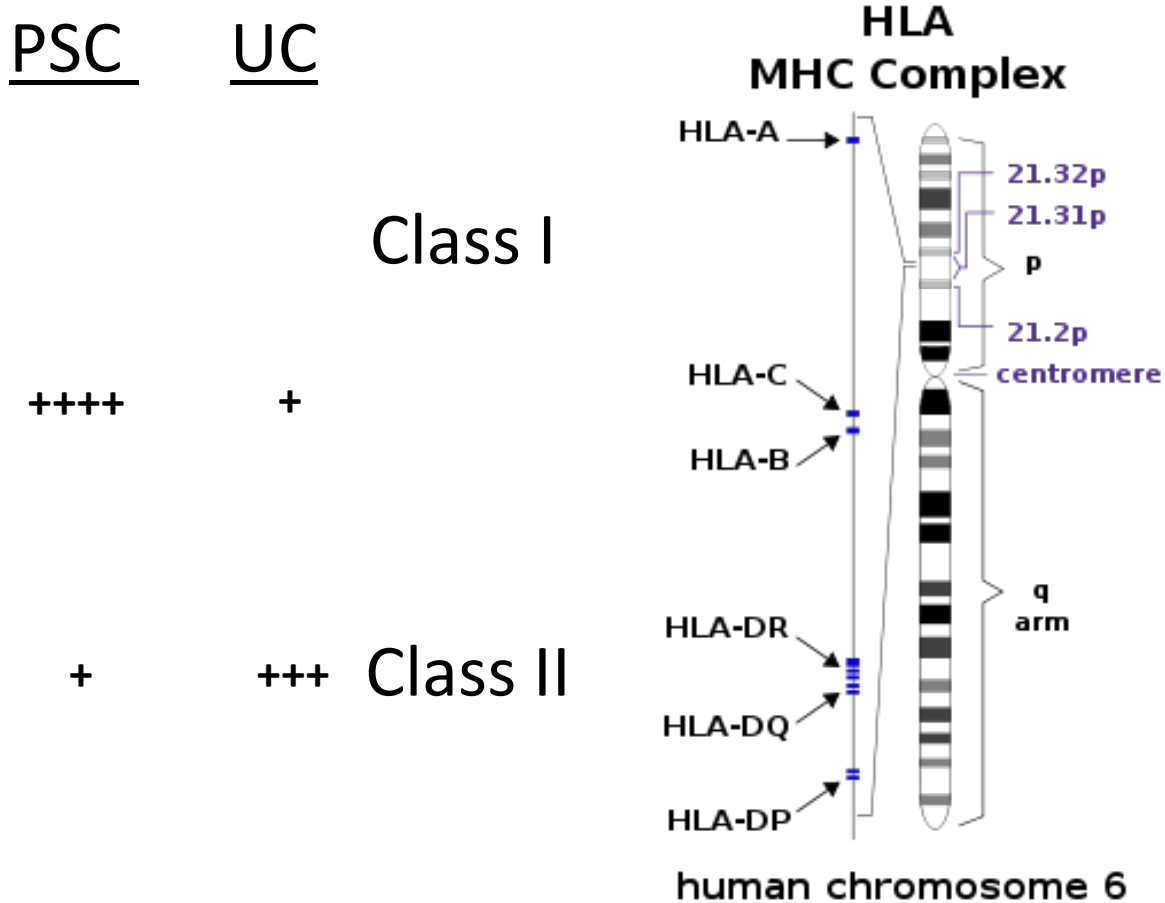 PSC UC
HLA
MHC Complex
HLA-A
21.32p
21.31p
Class I
p
21.2p
HLA-C
centromere
++++ +
HLA-B
q
arm
HLA-DR
+ +++ Class II
HLA-DQ
HLA-DP
human chromosome 6